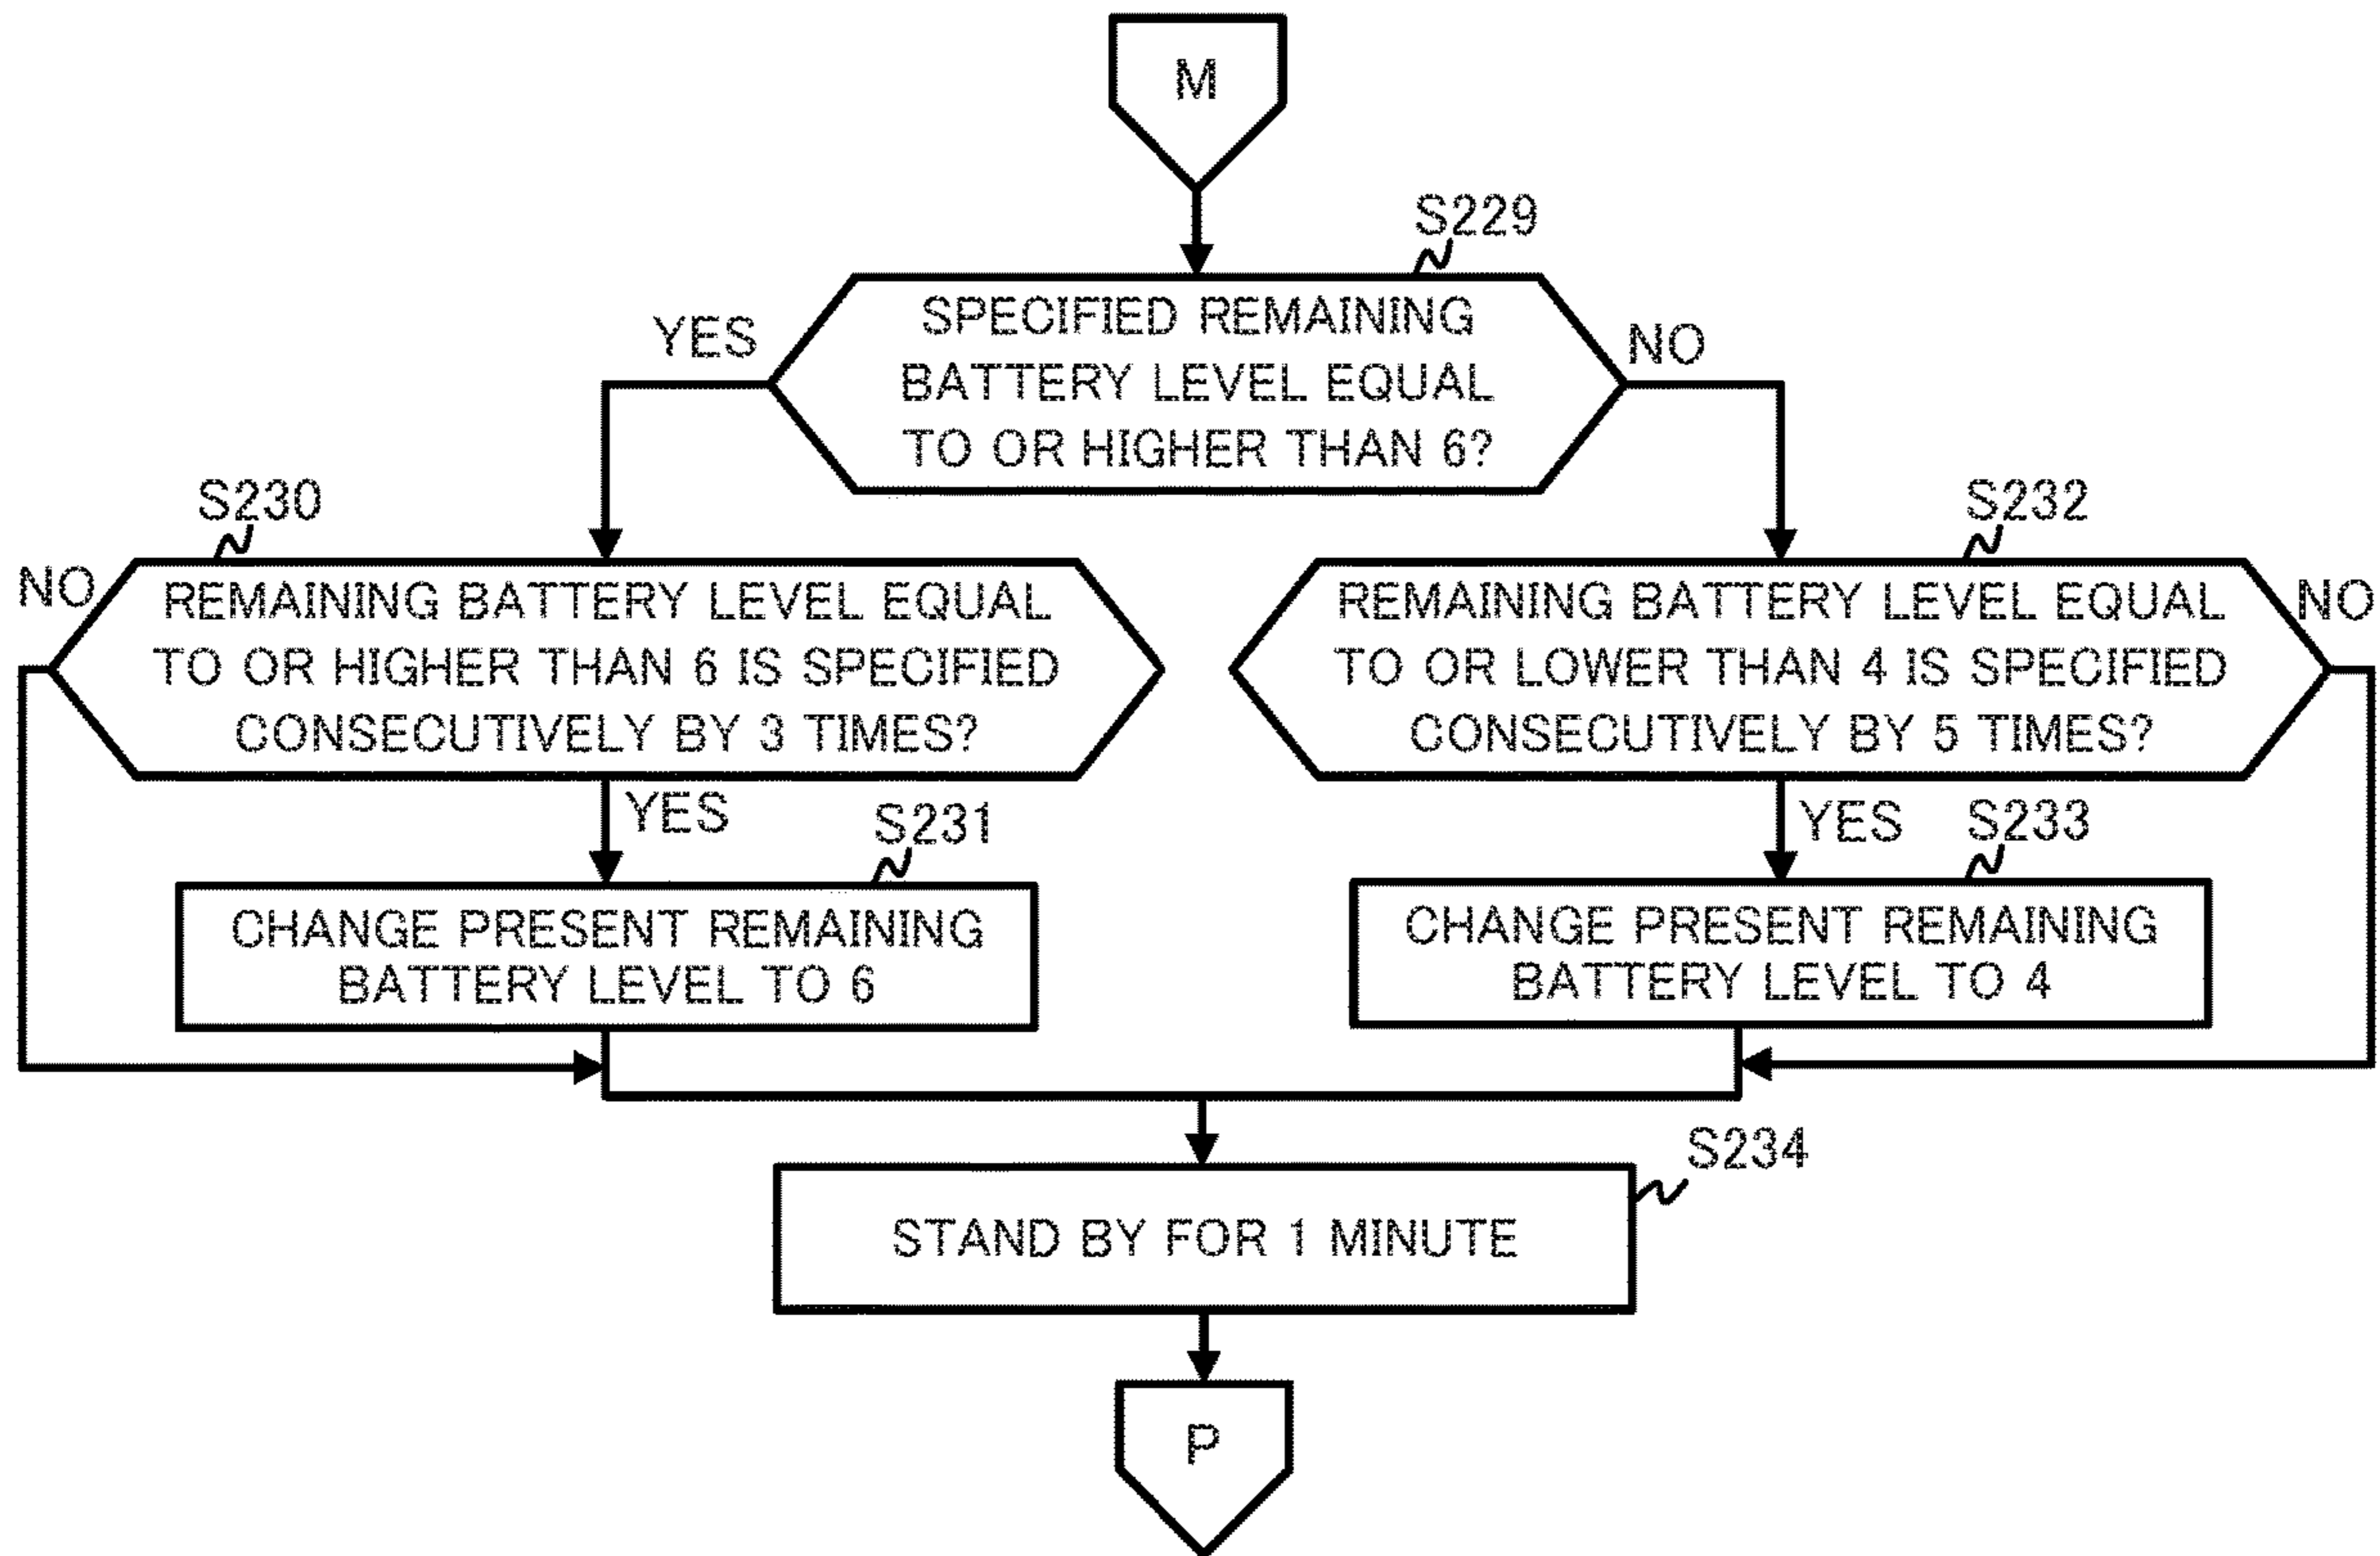 M
S229
SPECIFIED REMAINING
BATTERY LEVEL EQUAL
TO OR HIGHER THAN 6?
YES
NO
S230
REMAINING BATTERY LEVEL EQUAL
TO OR HIGHER THAN 6 IS SPECIFIED
CONSECUTIVELY BY 3 TIMES?
NO
YES
S232
REMAINING BATTERY LEVEL EQUAL
TO OR LOWER THAN 4 IS SPECIFIED
CONSECUTIVELY BY 5 TIMES?
NO
YES
S231
CHANGE PRESENT REMAINING
BATTERY LEVEL TO 6
S233
CHANGE PRESENT REMAINING
BATTERY LEVEL TO 4
S234
STAND BY FOR 1 MINUTE
P